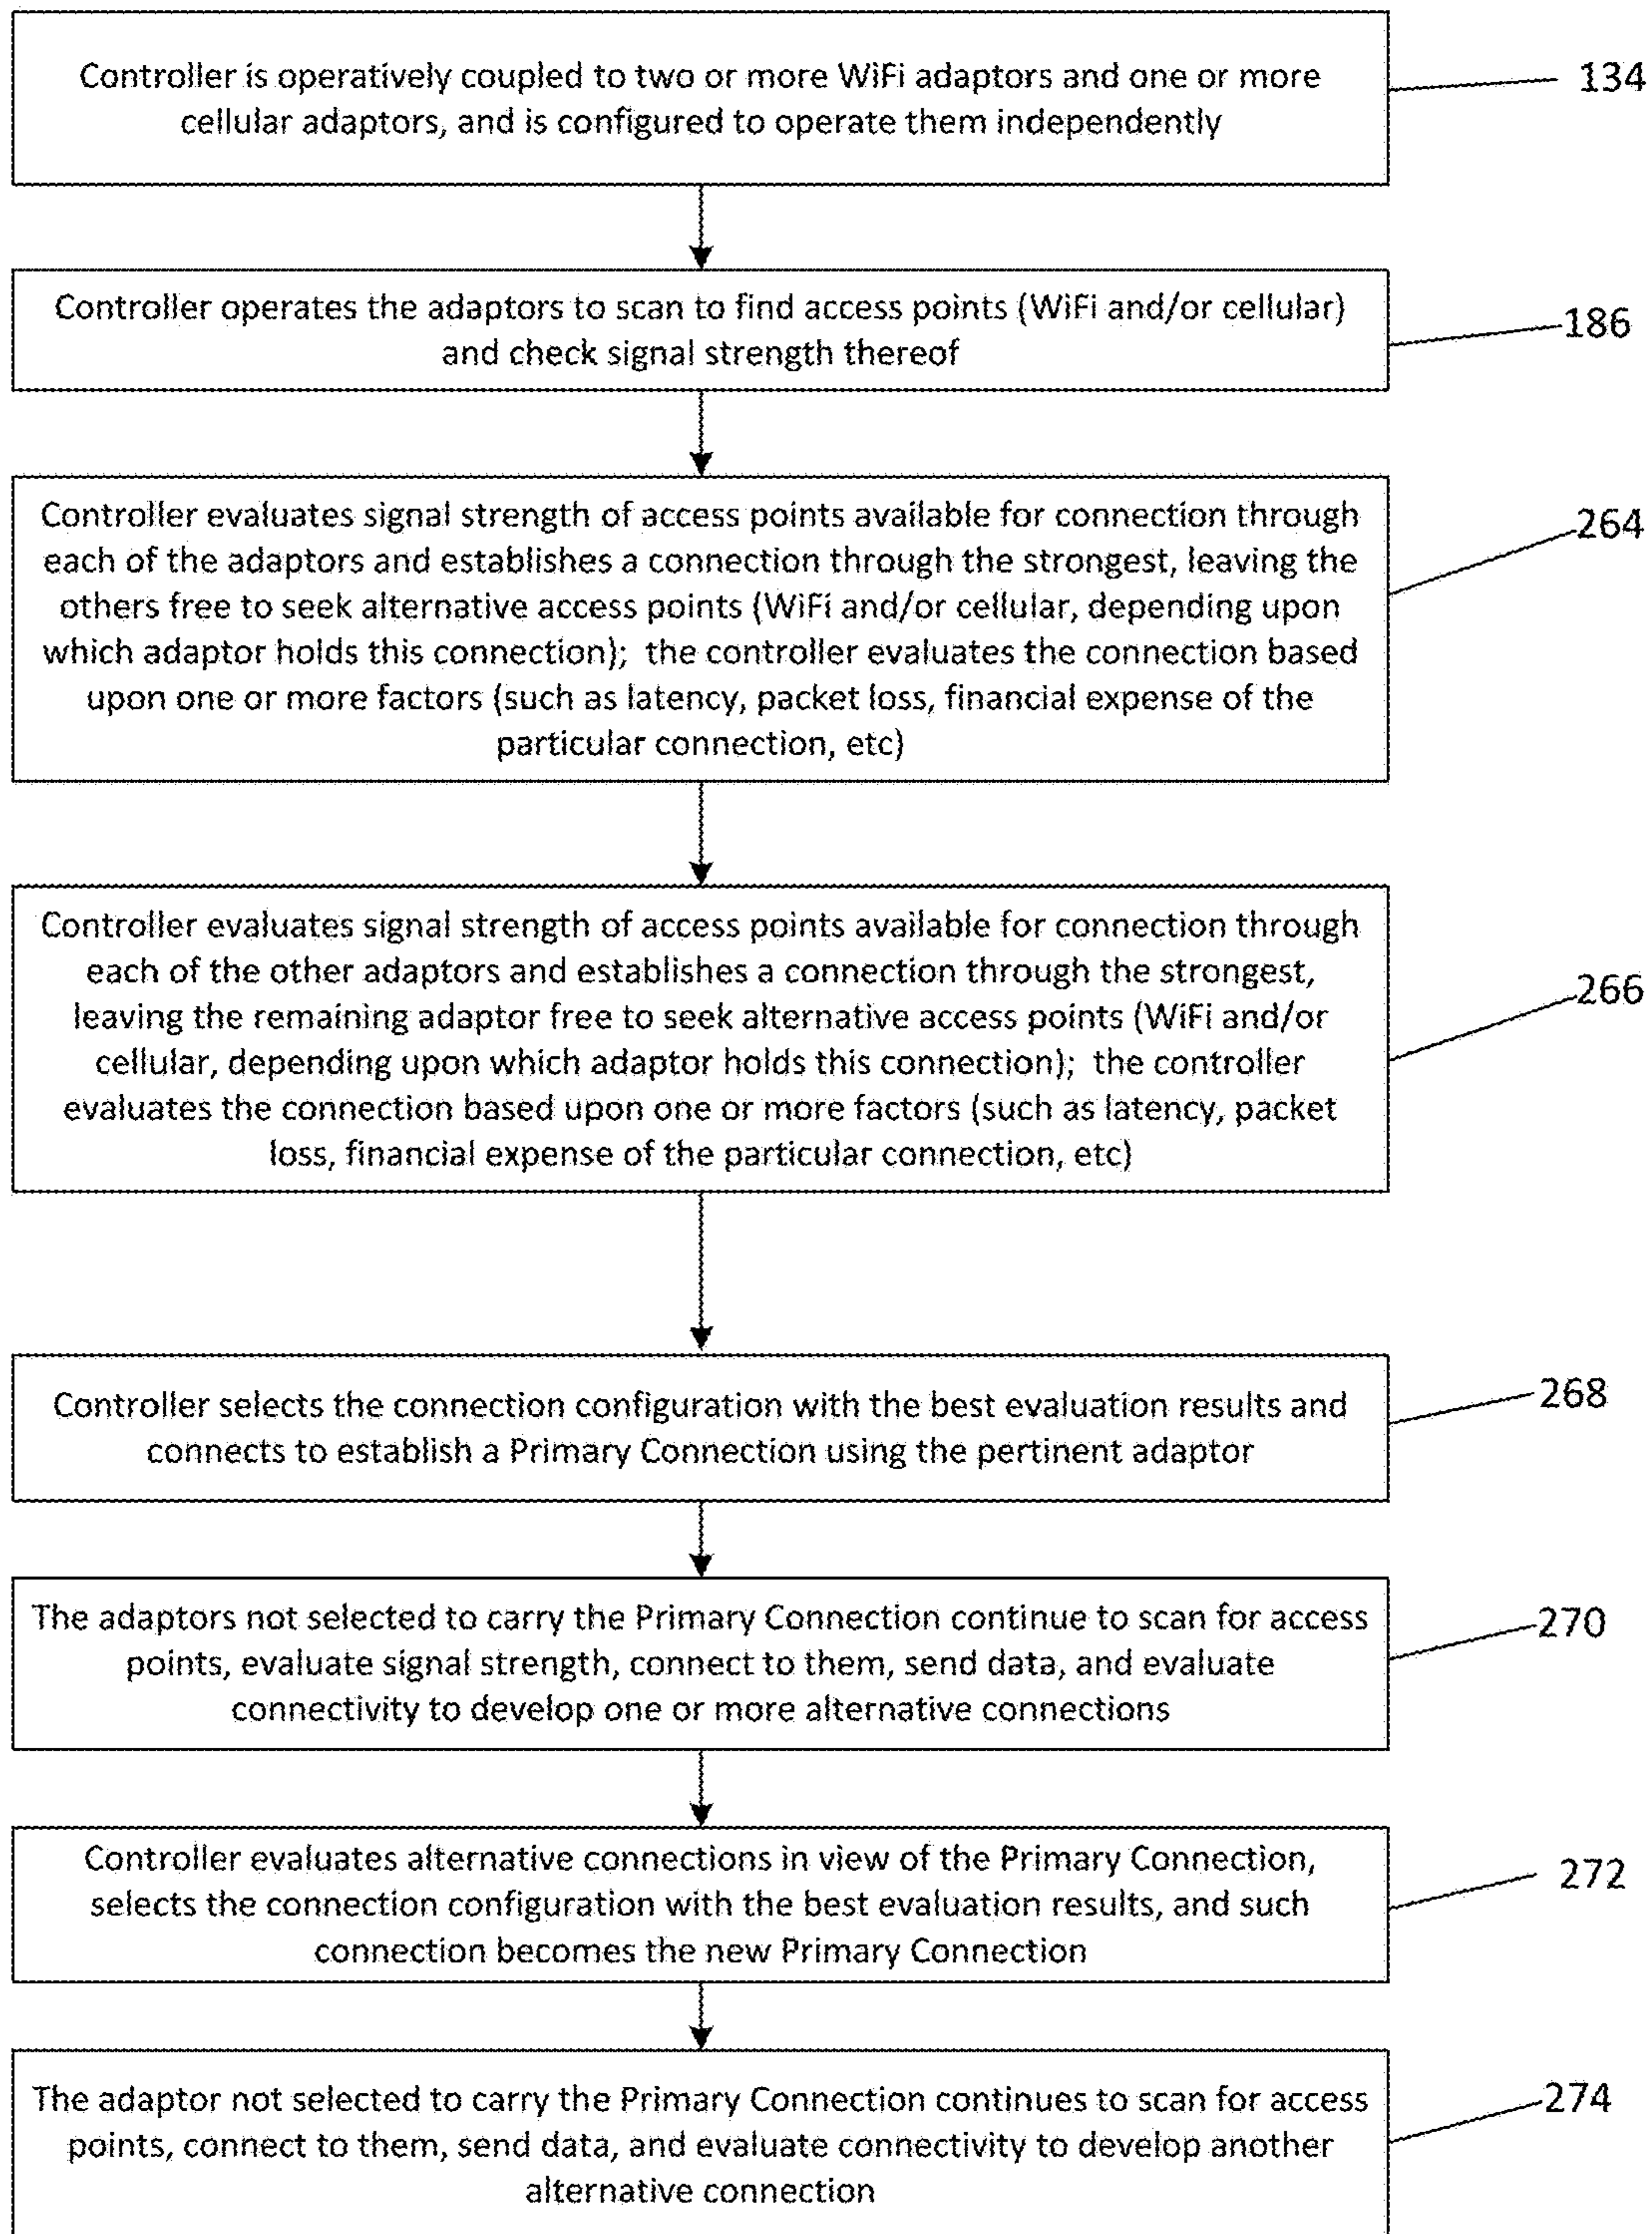 Controller is operatively coupled to two or more WiFi adaptors and one or more
cellular adaptors, and is configured to operate them independently
134
Controller operates the adaptors to scan to find access points (WiFi and/or cellular)
and check signal strength thereof
186
Controller evaluates signal strength of access points available for connection through
each of the adaptors and establishes a connection through the strongest, leaving the
others free to seek alternative access points (WiFi and/or cellular, depending upon
which adaptor holds this connection); the controller evaluates the connection based
upon one or more factors (such as latency, packet loss, financial expense of the
particular connection, etc)
264
Controller evaluates signal strength of access points available for connection through
each of the other adaptors and establishes a connection through the strongest,
leaving the remaining adaptor free to seek alternative access points (WiFi and/or
cellular, depending upon which adaptor holds this connection); the controller
evaluates the connection based upon one or more factors (such as latency, packet
loss, financial expense of the particular connection, etc)
266
Controller selects the connection configuration with the best evaluation results and
connects to establish a Primary Connection using the pertinent adaptor
268
The adaptors not selected to carry the Primary Connection continue to scan for access
points, evaluate signal strength, connect to them, send data, and evaluate
connectivity to develop one or more alternative connections
270
Controller evaluates alternative connections in view of the Primary Connection,
selects the connection configuration with the best evaluation results, and such
connection becomes the new Primary Connection
272
The adaptor not selected to carry the Primary Connection continues to scan for access
points, connect to them, send data, and evaluate connectivity to develop another
alternative connection
274